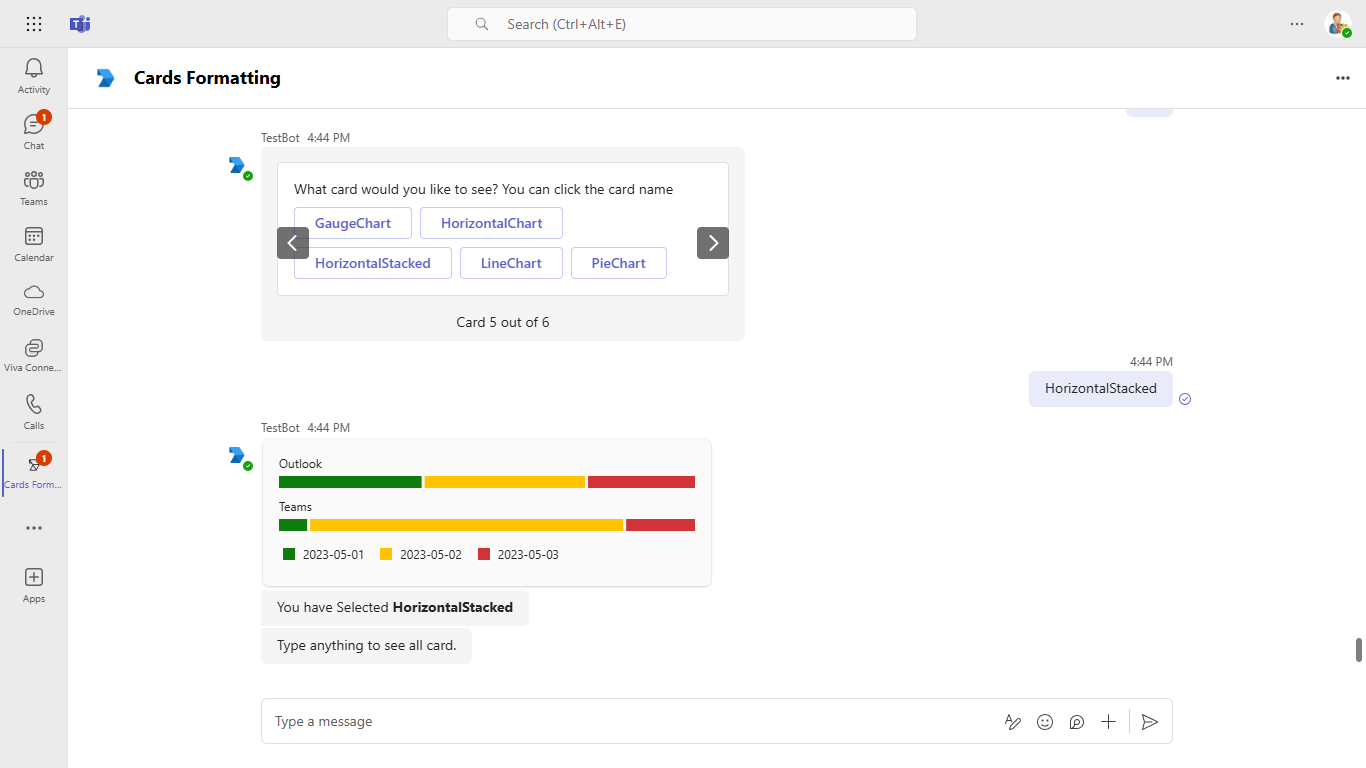 Search (Ctrl+Alt+E)
Activity
1
Chat
Teams
Calendar
OneDrive
Viva Conne...
Calls
1
Cards Form...
Apps
Cards Formatting
TestBot 4:44 PM
What card would you like to see? You can click the card name
GaugeChart HorizontalChart
HorizontalStacked LineChart PieChart
Card 5 out of 6
4:44 PM
HorizontalStacked
TestBot 4:44 PM
Outlook
Teams
2023-05-01 2023-05-02 2023-05-03
You have Selected HorizontalStacked
Type anything to see all card.
Type a message